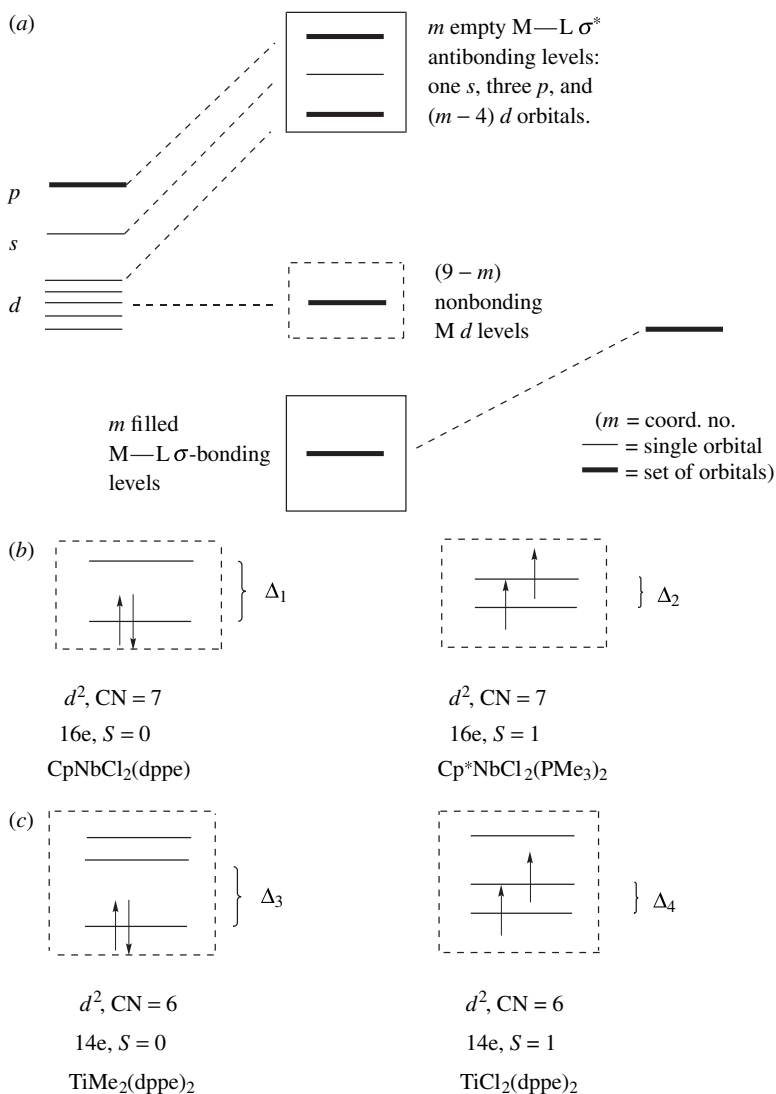 (a)
m empty M—L σ*
antibonding levels:
one s, three p, and
(m − 4) d orbitals.
p
s
d
(9 − m)
nonbonding
M d levels
m filled
M—L σ-bonding
levels
(m = coord. no.
= single orbital
= set of orbitals)
(b)
Δ1
Δ2
d², CN = 7
16e, S = 0
CpNbCl₂(dppe)
d², CN = 7
16e, S = 1
Cp*NbCl₂(PMe₃)₂
(c)
Δ3
Δ4
d², CN = 6
14e, S = 0
TiMe₂(dppe)₂
d², CN = 6
14e, S = 1
TiCl₂(dppe)₂